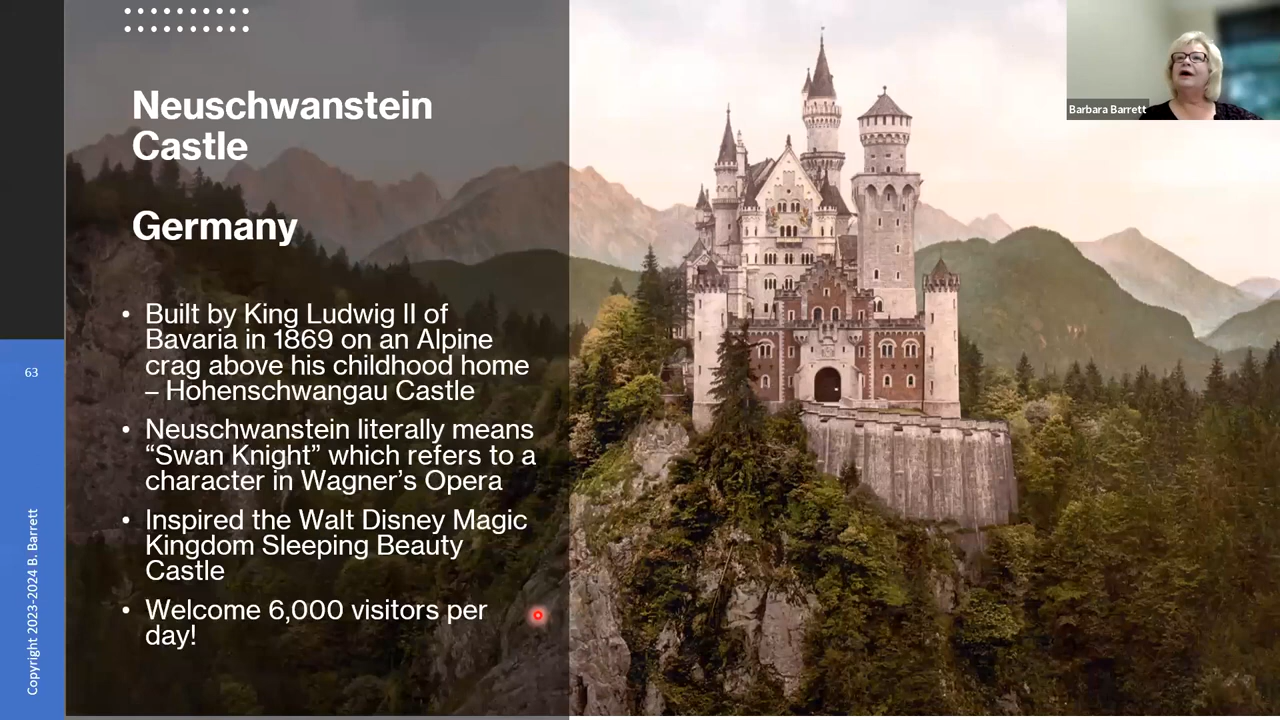 Neuschwanstein
Castle
Germany
• Built by King Ludwig II of
Bavaria in 1869 on an Alpine
crag above his childhood home
– Hohenschwangau Castle
• Neuschwanstein literally means
“Swan Knight” which refers to a
character in Wagner’s Opera
• Inspired the Walt Disney Magic
Kingdom Sleeping Beauty
Castle
• Welcome 6,000 visitors per
day!
63
Copyright 2023-2024 B. Barrett
Barbara Barrett